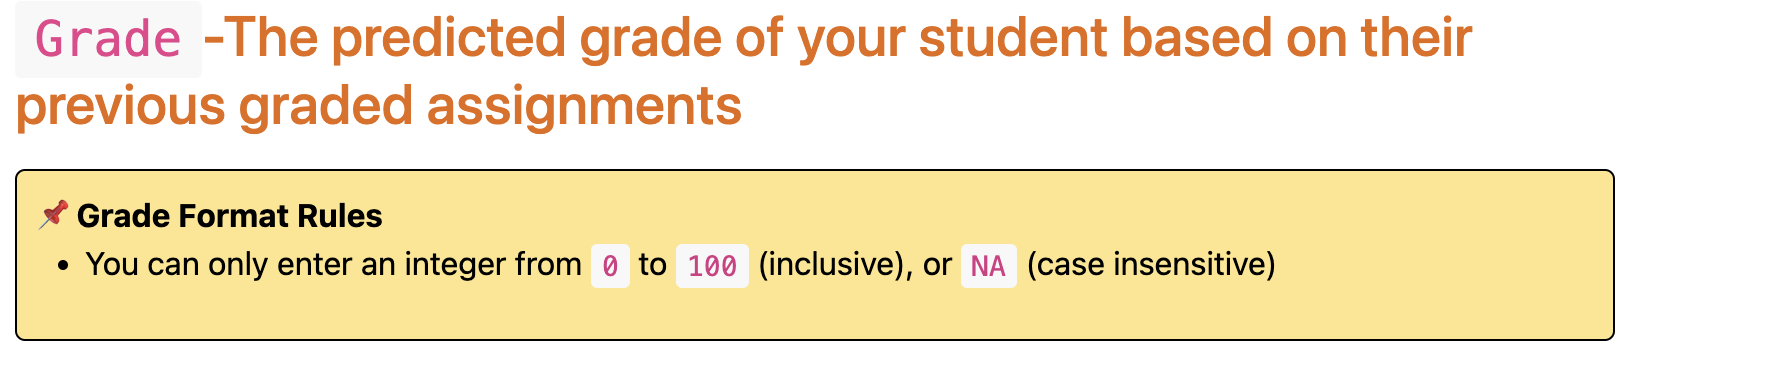 Grade -The predicted grade of your student based on their
previous graded assignments
📌 Grade Format Rules
• You can only enter an integer from 0 to 100 (inclusive), or NA (case insensitive)